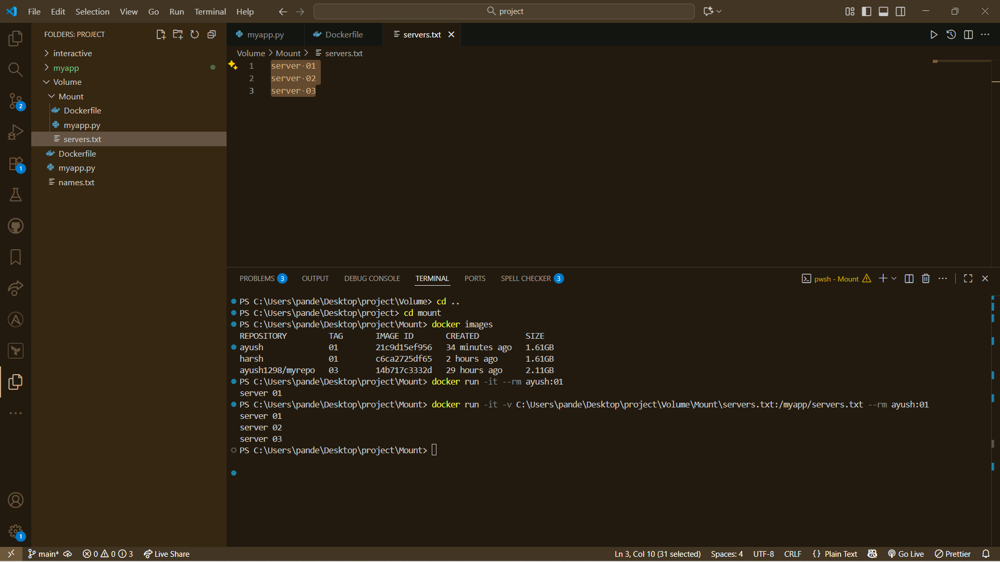 File Edit Selection View Go Run Terminal Help
project
FOLDERS: PROJECT
interactive
myapp
Volume
Mount
Dockerfile
myapp.py
servers.txt
Dockerfile
myapp.py
names.txt
2
1
1
myapp.py
Dockerfile
servers.txt
Volume > Mount > servers.txt
1 server·01
2 server·02
3 server·03
PROBLEMS 3 OUTPUT DEBUG CONSOLE TERMINAL PORTS SPELL CHECKER 3
pwsh - Mount
PS C:\Users\pande\Desktop\project\Volume> cd ..
PS C:\Users\pande\Desktop\project> cd mount
PS C:\Users\pande\Desktop\project\Mount> docker images
REPOSITORY TAG IMAGE ID CREATED SIZE
ayush 01 21c9d15ef956 34 minutes ago 1.61GB
harsh 01 c6ca2725df65 2 hours ago 1.61GB
ayush1298/myrepo 03 14b717c3332d 29 hours ago 2.11GB
PS C:\Users\pande\Desktop\project\Mount> docker run -it --rm ayush:01
server 01
PS C:\Users\pande\Desktop\project\Mount> docker run -it -v C:\Users\pande\Desktop\project\Volume\Mount\servers.txt:/myapp/servers.txt --rm ayush:01
server 01
server 02
server 03
PS C:\Users\pande\Desktop\project\Mount>
main* 0 0 3 Live Share
Ln 3, Col 10 (31 selected) Spaces: 4 UTF-8 CRLF {} Plain Text Go Live Prettier